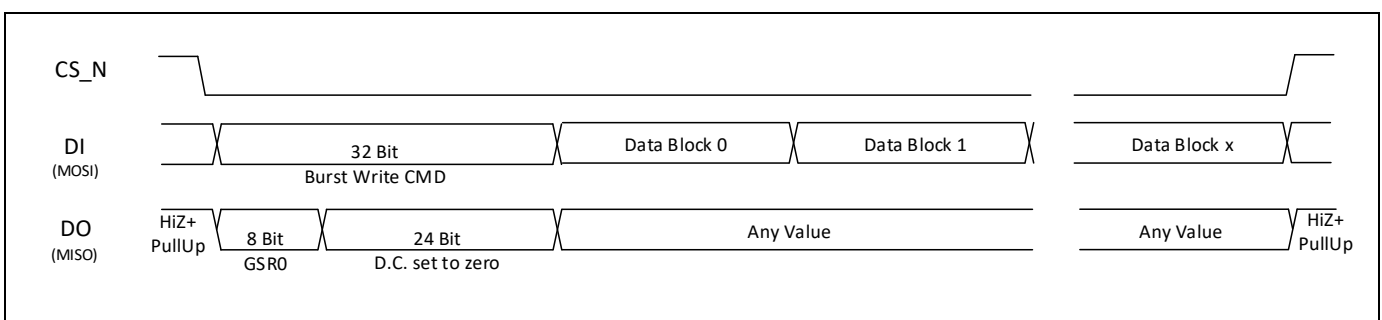 CS_N
DI
(MOSI)
32 Bit
Burst Write CMD
Data Block 0
Data Block 1
Data Block x
DO
(MISO)
HiZ+
PullUp
8 Bit
GSR0
24 Bit
D.C. set to zero
Any Value
Any Value
HiZ+
PullUp